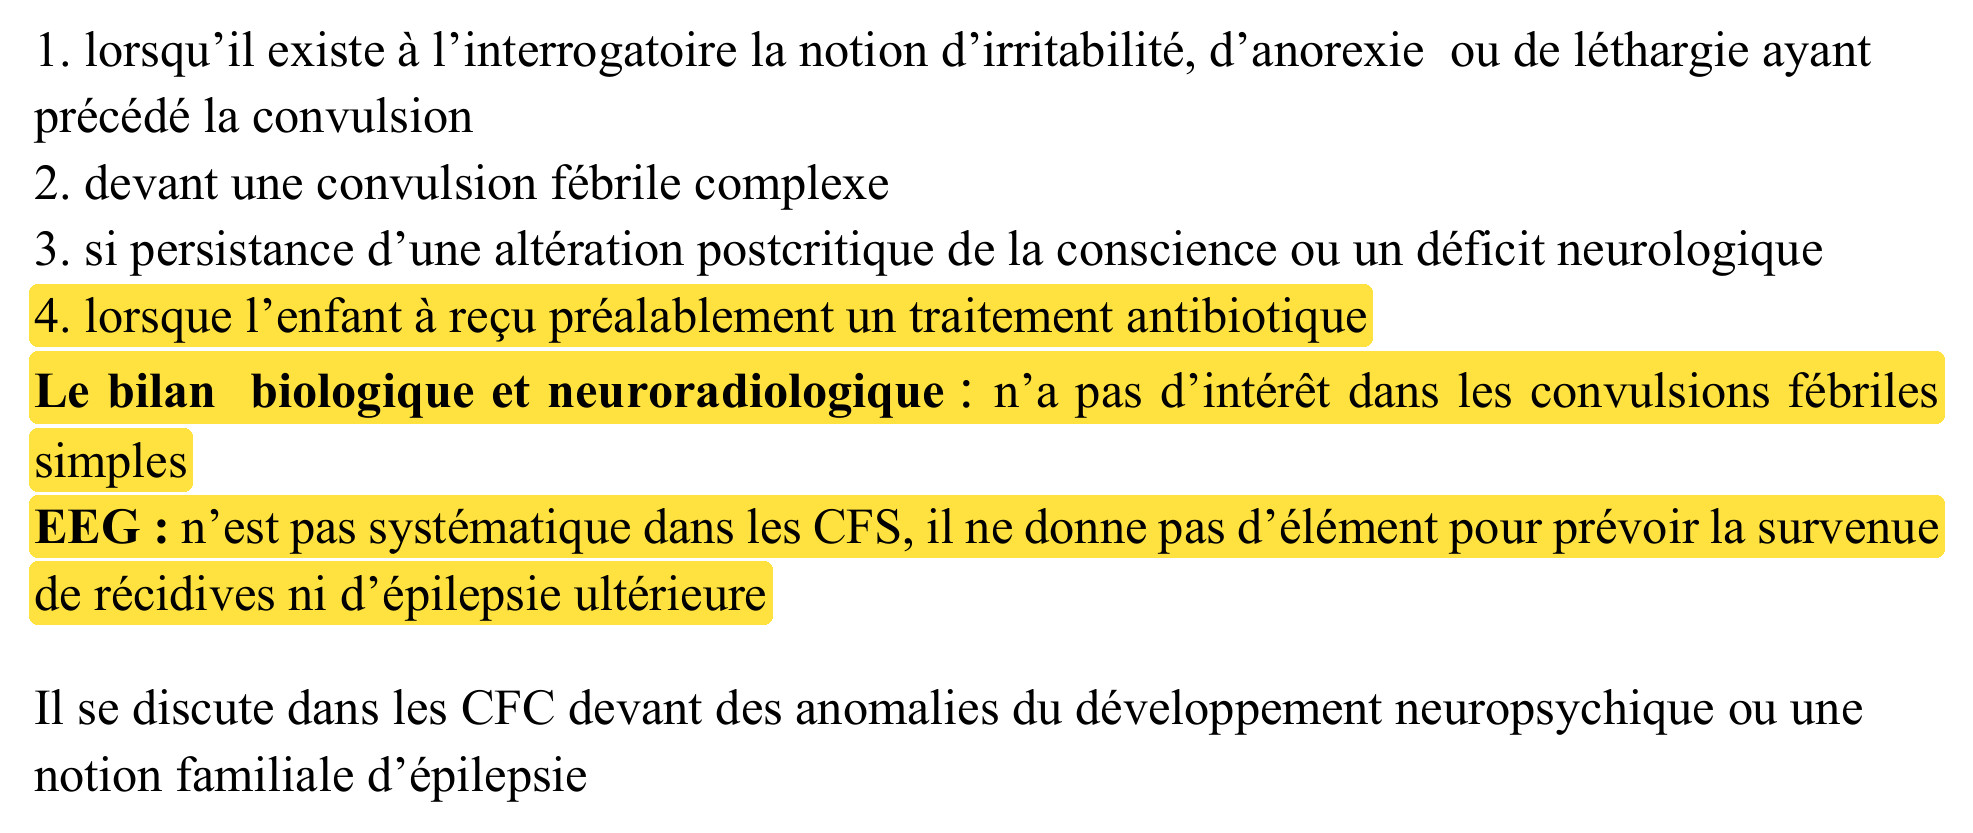 1. lorsqu’il existe à l’interrogatoire la notion d’irritabilité, d’anorexie  ou de léthargie ayant
précédé la convulsion
2. devant une convulsion fébrile complexe
3. si persistance d’une altération postcritique de la conscience ou un déficit neurologique
4. lorsque l’enfant à reçu préalablement un traitement antibiotique
Le bilan  biologique et neuroradiologique : n’a pas d’intérêt dans les convulsions fébriles
simples
EEG : n’est pas systématique dans les CFS, il ne donne pas d’élément pour prévoir la survenue
de récidives ni d’épilepsie ultérieure
Il se discute dans les CFC devant des anomalies du développement neuropsychique ou une
notion familiale d’épilepsie